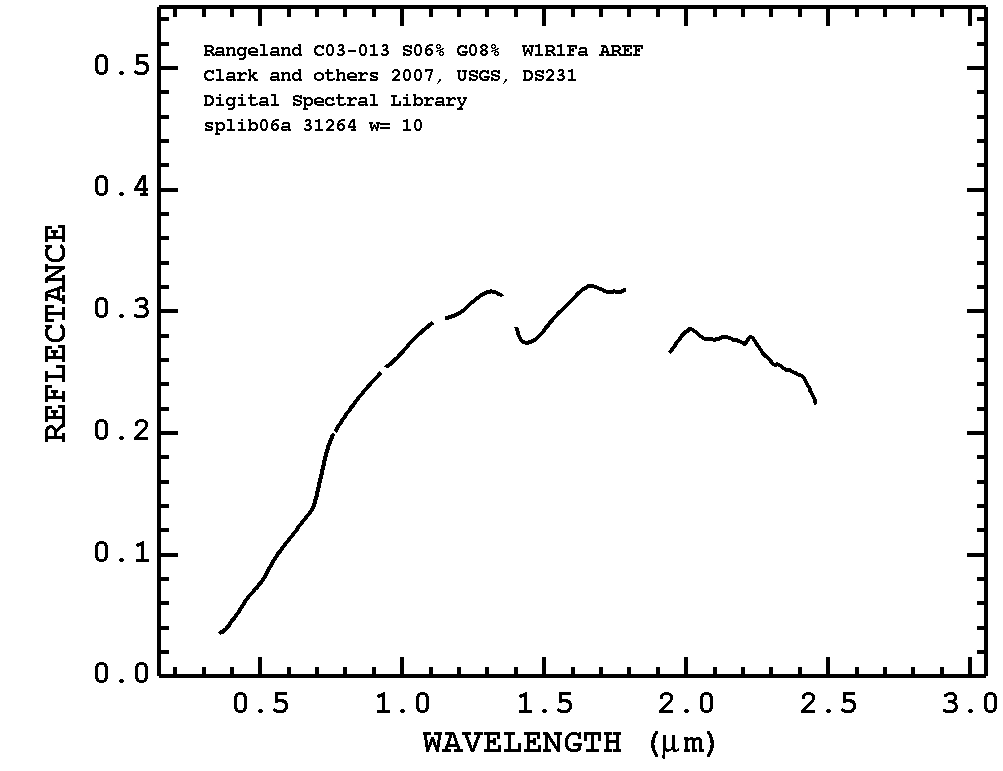 Rangeland C03-013 S06% G08%  W1R1Fa AREF
Clark and others 2007, USGS, DS231
Digital Spectral Library
splib06a 31264 w= 10
0.5
0.4
0.3
0.2
0.1
0.0
REFLECTANCE
0.5 1.0 1.5 2.0 2.5 3.0
WAVELENGTH (μm)